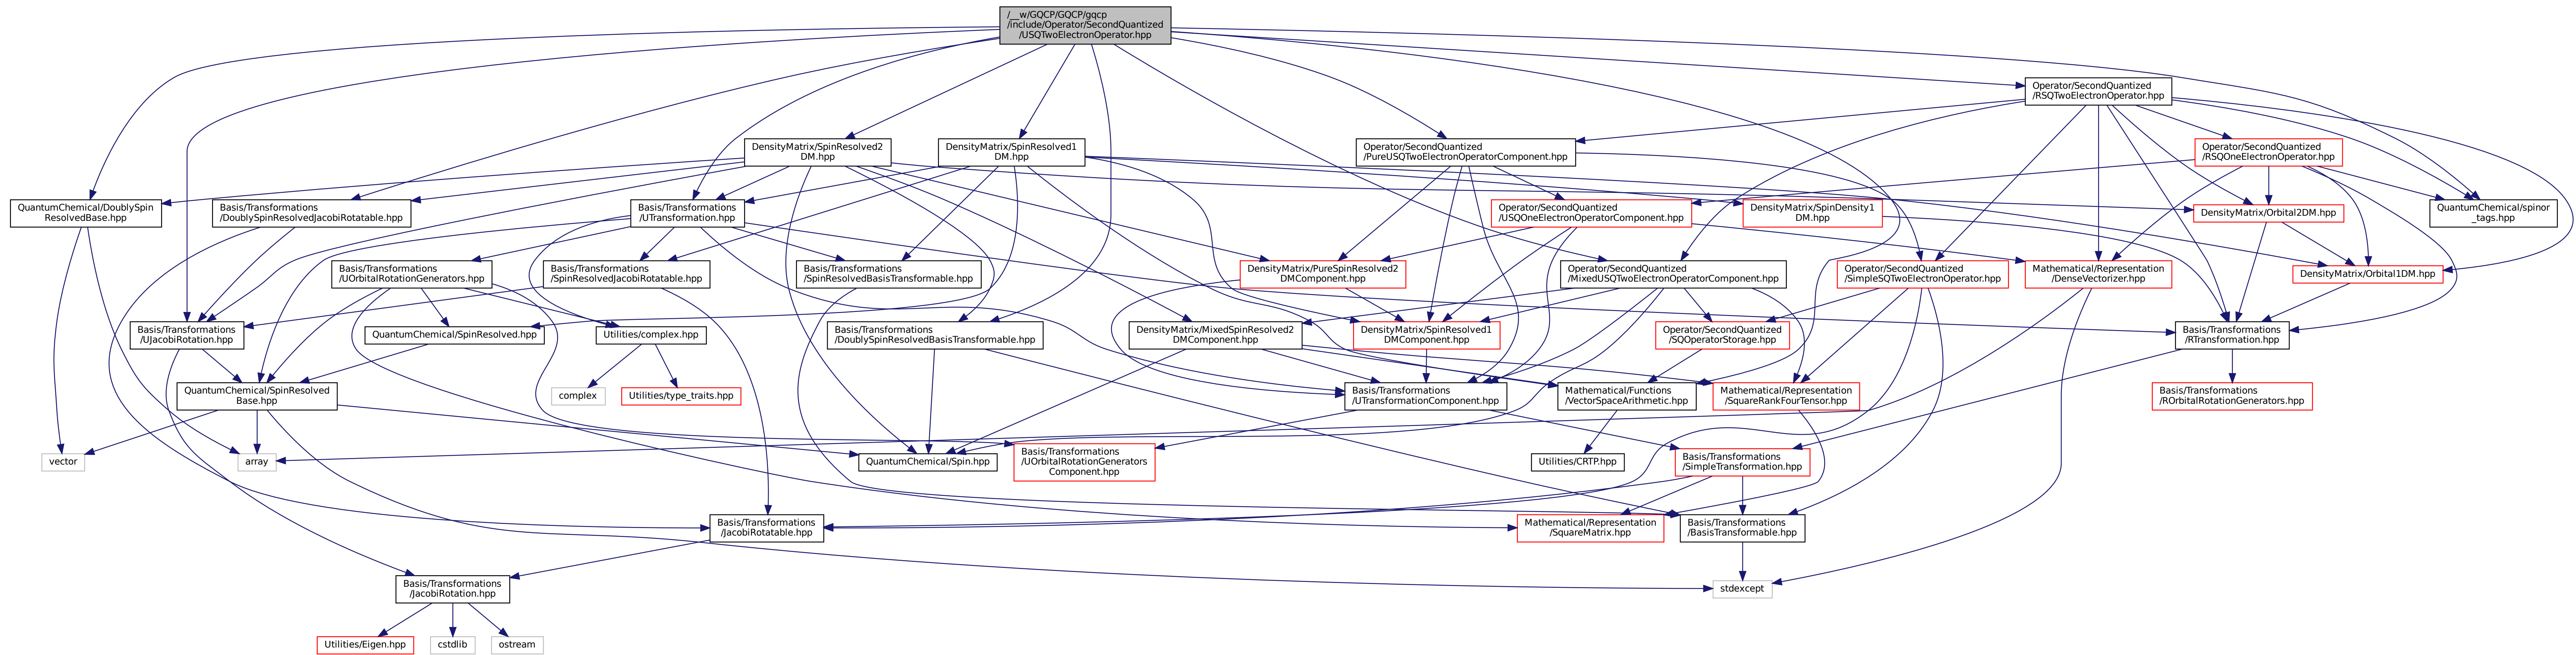 /__w/GQCP/GQCP/gqcp
/include/Operator/SecondQuantized
/USQTwoElectronOperator.hpp
Operator/SecondQuantized
/RSQTwoElectronOperator.hpp
DensityMatrix/SpinResolved2
DM.hpp
DensityMatrix/SpinResolved1
DM.hpp
Operator/SecondQuantized
/PureUSQTwoElectronOperatorComponent.hpp
Operator/SecondQuantized
/RSQOneElectronOperator.hpp
QuantumChemical/DoublySpin
ResolvedBase.hpp
Basis/Transformations
/DoublySpinResolvedJacobiRotatable.hpp
Basis/Transformations
/UTransformation.hpp
Operator/SecondQuantized
/USQOneElectronOperatorComponent.hpp
DensityMatrix/SpinDensity1
DM.hpp
DensityMatrix/Orbital2DM.hpp
QuantumChemical/spinor
_tags.hpp
Basis/Transformations
/UOrbitalRotationGenerators.hpp
Basis/Transformations
/SpinResolvedJacobiRotatable.hpp
Basis/Transformations
/SpinResolvedBasisTransformable.hpp
DensityMatrix/PureSpinResolved2
DMComponent.hpp
Operator/SecondQuantized
/MixedUSQTwoElectronOperatorComponent.hpp
Operator/SecondQuantized
/SimpleSQTwoElectronOperator.hpp
Mathematical/Representation
/DenseVectorizer.hpp
DensityMatrix/Orbital1DM.hpp
Basis/Transformations
/UJacobiRotation.hpp
QuantumChemical/SpinResolved.hpp
Utilities/complex.hpp
Basis/Transformations
/DoublySpinResolvedBasisTransformable.hpp
DensityMatrix/MixedSpinResolved2
DMComponent.hpp
DensityMatrix/SpinResolved1
DMComponent.hpp
Operator/SecondQuantized
/SQOperatorStorage.hpp
Basis/Transformations
/RTransformation.hpp
QuantumChemical/SpinResolved
Base.hpp
complex
Utilities/type_traits.hpp
Basis/Transformations
/UTransformationComponent.hpp
Mathematical/Functions
/VectorSpaceArithmetic.hpp
Mathematical/Representation
/SquareRankFourTensor.hpp
Basis/Transformations
/ROrbitalRotationGenerators.hpp
vector
array
QuantumChemical/Spin.hpp
Basis/Transformations
/UOrbitalRotationGenerators
Component.hpp
Utilities/CRTP.hpp
Basis/Transformations
/SimpleTransformation.hpp
Basis/Transformations
/JacobiRotatable.hpp
Mathematical/Representation
/SquareMatrix.hpp
Basis/Transformations
/BasisTransformable.hpp
Basis/Transformations
/JacobiRotation.hpp
stdexcept
Utilities/Eigen.hpp
cstdlib
ostream